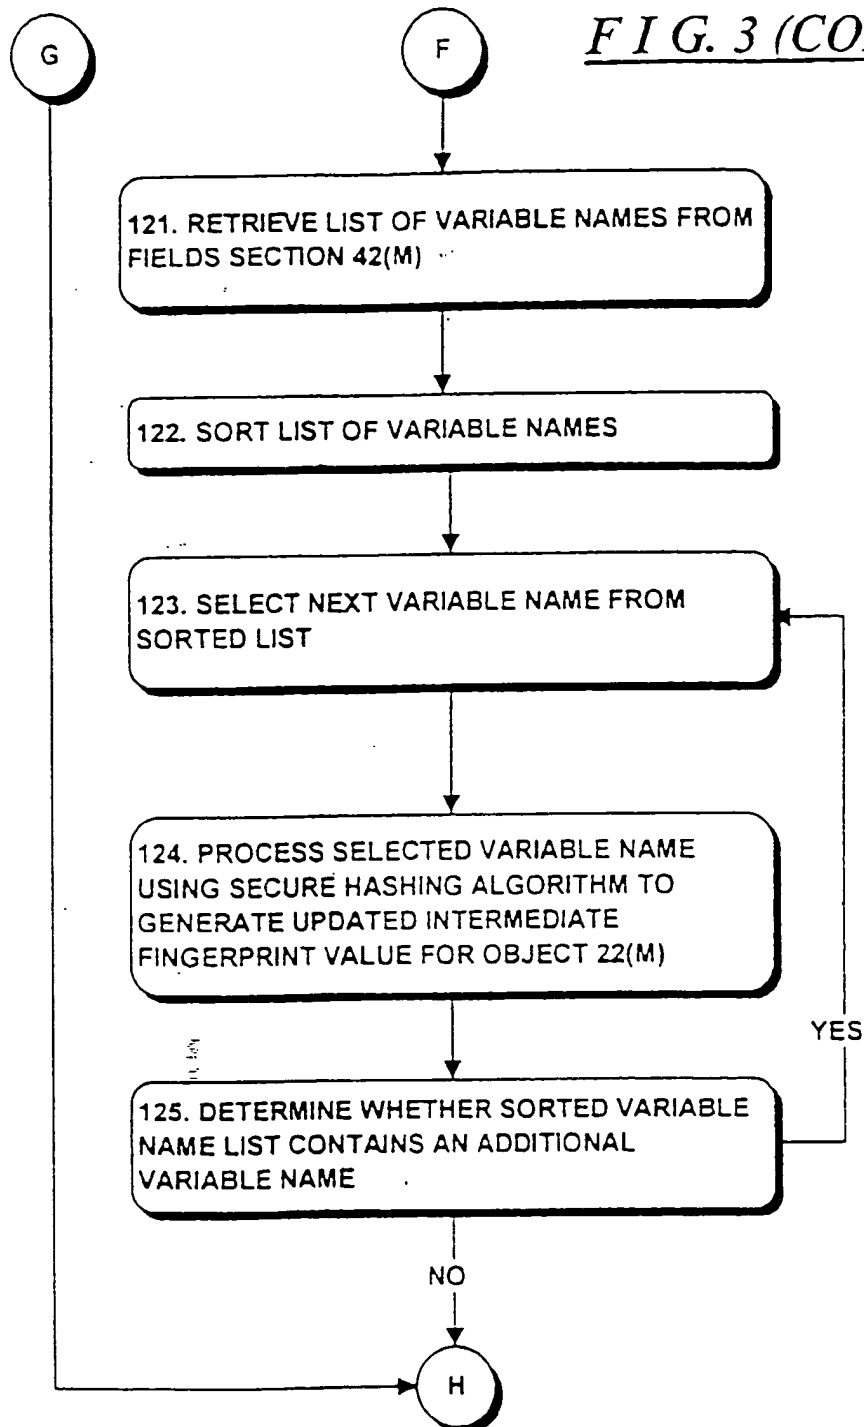 G
F
F I G. 3 (CO
121. RETRIEVE LIST OF VARIABLE NAMES FROM
FIELDS SECTION 42(M)
122. SORT LIST OF VARIABLE NAMES
123. SELECT NEXT VARIABLE NAME FROM
SORTED LIST
124. PROCESS SELECTED VARIABLE NAME
USING SECURE HASHING ALGORITHM TO
GENERATE UPDATED INTERMEDIATE
FINGERPRINT VALUE FOR OBJECT 22(M)
YES
125. DETERMINE WHETHER SORTED VARIABLE
NAME LIST CONTAINS AN ADDITIONAL
VARIABLE NAME
NO
H